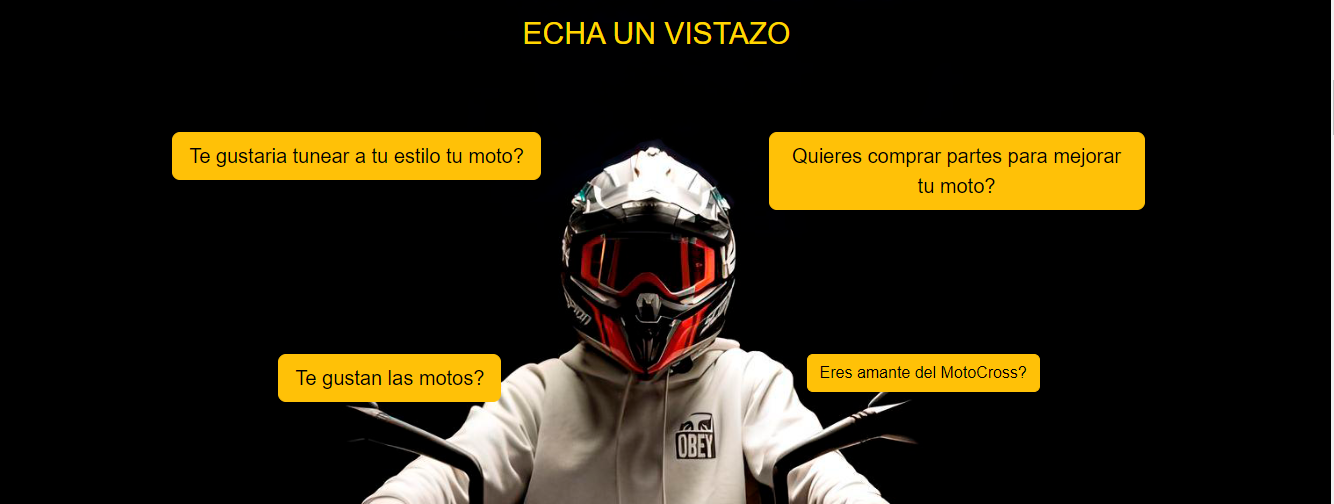 ECHA UN VISTAZO
Te gustaria tunear a tu estilo tu moto?
Quieres comprar partes para mejorar
tu moto?
Te gustan las motos?
Eres amante del MotoCross?
OBEY